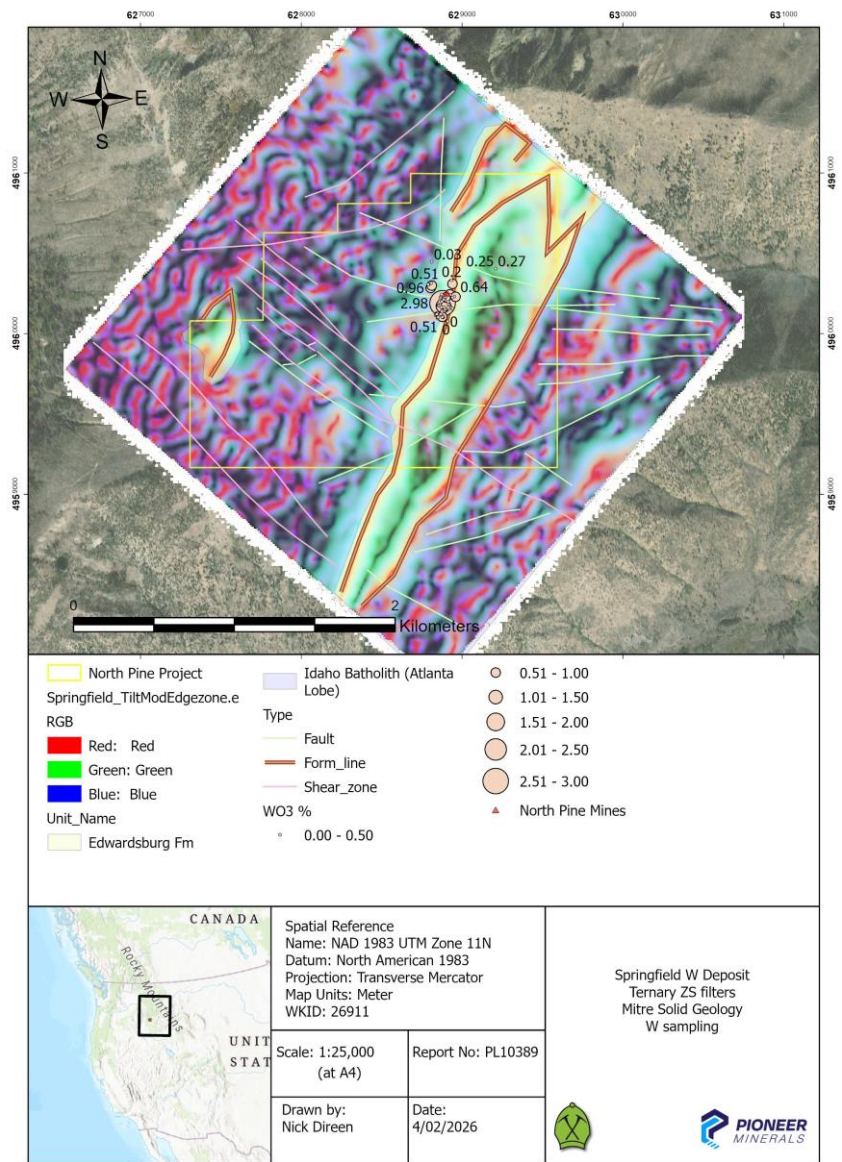 627000
628000
629000
630000
631000
N
W E
S
4961000
4961000
0.03
0.25 0.27
0.51 0.2
0.96 0.64
2.98
4960000
4960000
0.51 0
0
4959000
4959000
0 2
Kilometers
North Pine Project
Springfield_TiltModEdgezone.e
RGB
Red: Red
Green: Green
Blue: Blue
Unit_Name
Edwardsburg Fm
Idaho Batholith (Atlanta
Lobe)
Type
Fault
Form_line
Shear_zone
WO3 %
0.00 - 0.50
0.51 - 1.00
1.01 - 1.50
1.51 - 2.00
2.01 - 2.50
2.51 - 3.00
North Pine Mines
CANADA
Rocky Mountains
UNIT
STAT
Spatial Reference
Name: NAD 1983 UTM Zone 11N
Datum: North American 1983
Projection: Transverse Mercator
Map Units: Meter
WKID: 26911
Scale: 1:25,000
(at A4)
Report No: PL10389
Drawn by:
Nick Direen
Date:
4/02/2026
Springfield W Deposit
Ternary ZS filters
Mitre Solid Geology
W sampling
PIONEER
MINERALS